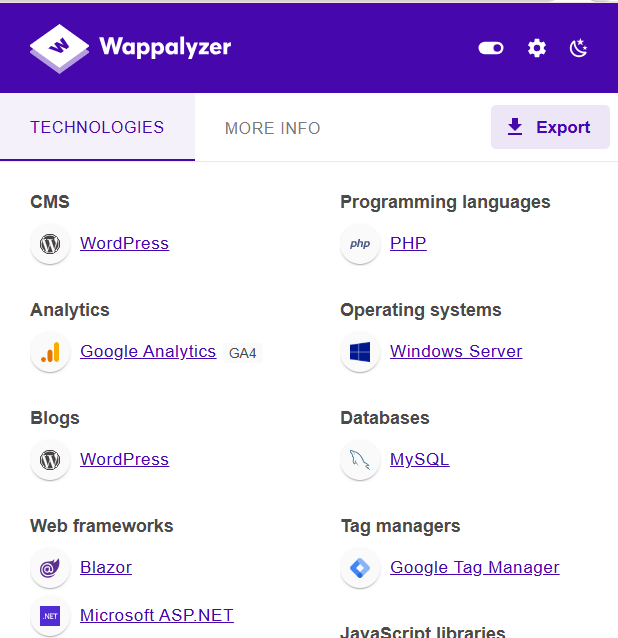 Wappalyzer
TECHNOLOGIES
MORE INFO
Export
CMS
WordPress
Analytics
Google Analytics GA4
Blogs
WordPress
Web frameworks
Blazor
.NET Microsoft ASP.NET
Programming languages
php PHP
Operating systems
Windows Server
Databases
MySQL
Tag managers
Google Tag Manager
JavaScript libraries